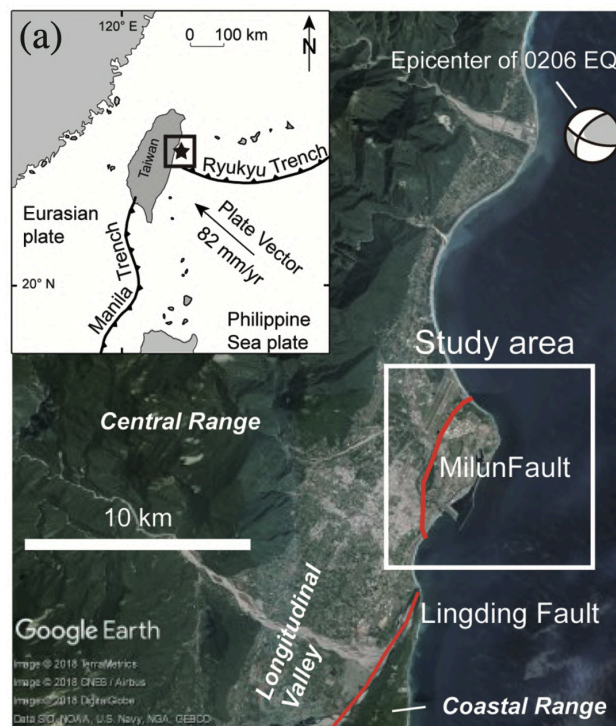 (a)
120° E
0 100 km
N
Taiwan
Ryukyu Trench
Eurasian
plate
Plate Vector
82 mm/yr
20° N
Manila Trench
Philippine
Sea plate
Epicenter of 0206 EQ
Study area
Central Range
MilunFault
10 km
Longitudinal
Valley
Lingding Fault
Google Earth
Image © 2018 TerraMetrics
Image © 2018 CNES / Airbus
Image © 2018 DigitalGlobe
Data SIO, NOAA, U.S. Navy, NGA, GEBCO
Coastal Range